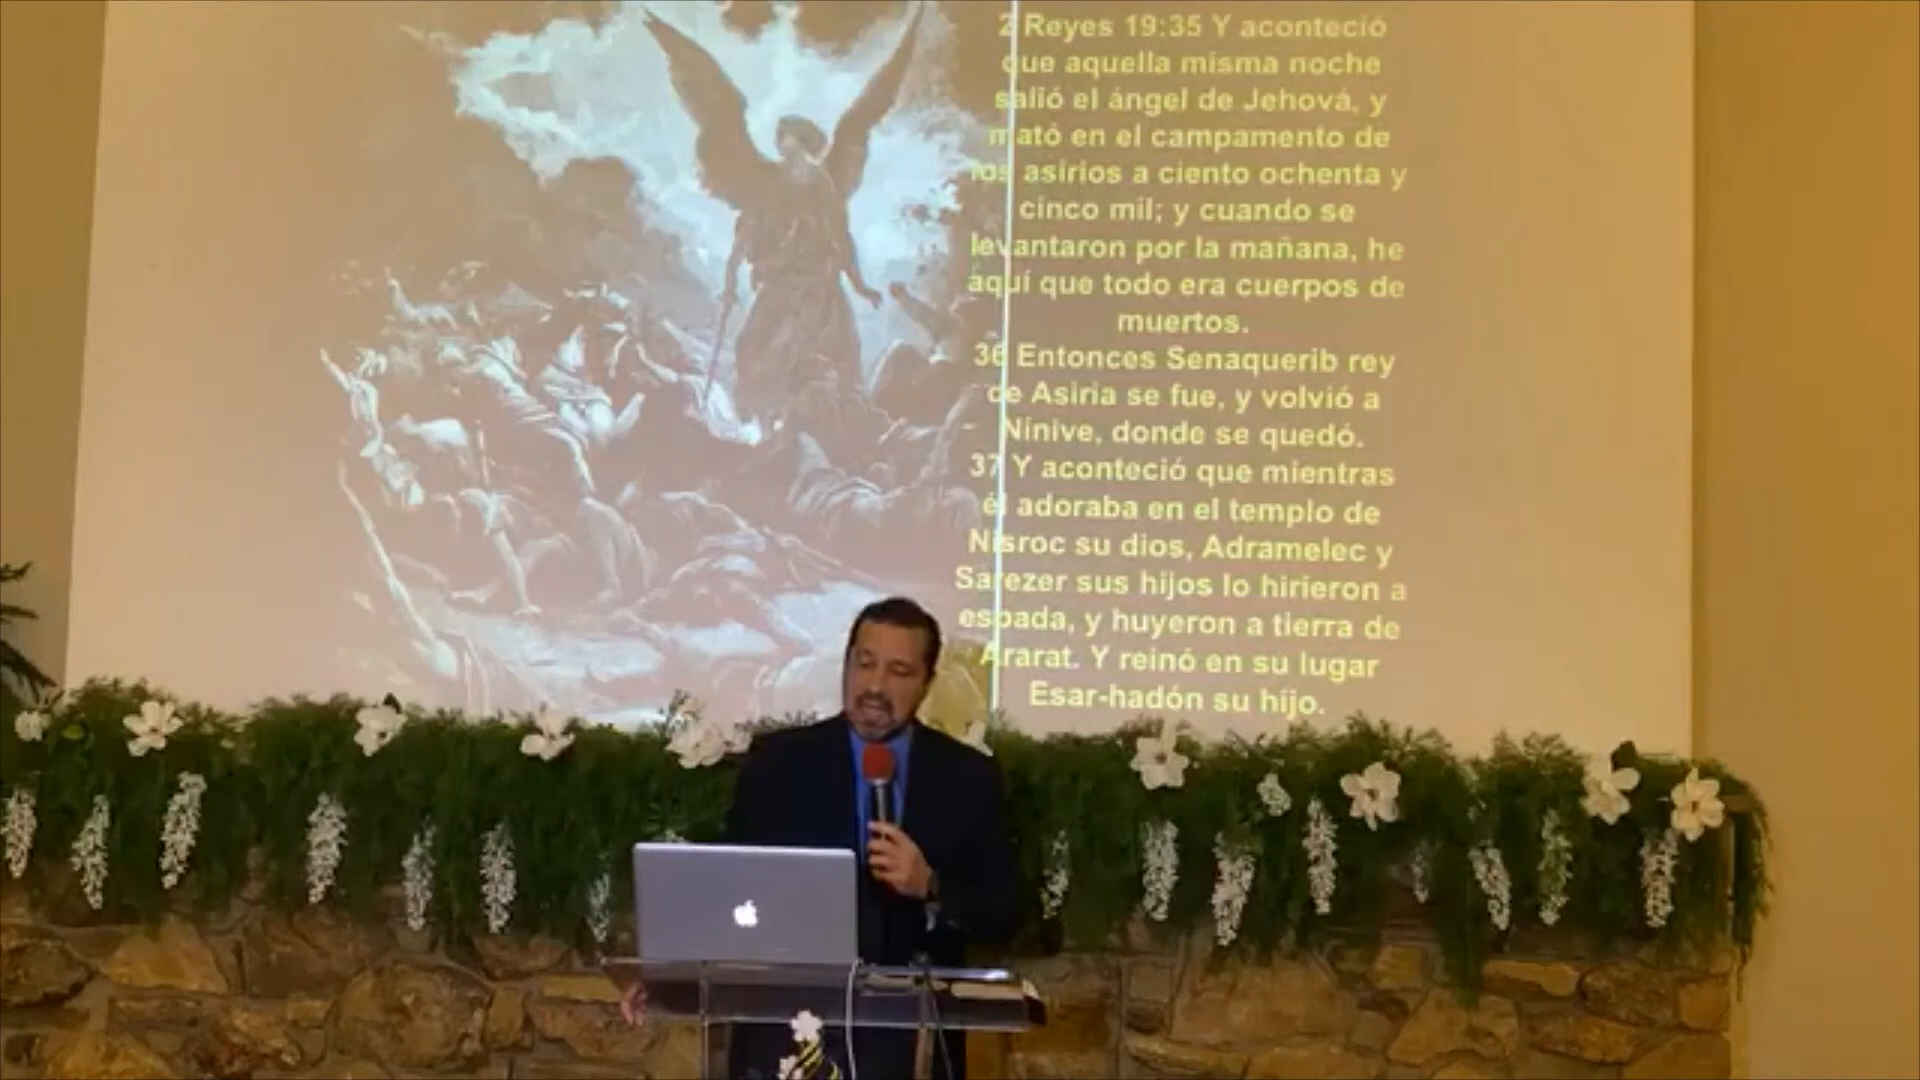 2 Reyes 19:35 Y aconteció
que aquella misma noche
salió el ángel de Jehová, y
mató en el campamento de
los asirios a ciento ochenta y
cinco mil; y cuando se
levantaron por la mañana, he
aquí que todo era cuerpos de
muertos.
36 Entonces Senaquerib rey
de Asiria se fue, y volvió a
Nínive, donde se quedó.
37 Y aconteció que mientras
él adoraba en el templo de
Nisroc su dios, Adramelec y
Sarezer sus hijos lo hirieron a
espada, y huyeron a tierra de
Ararat. Y reinó en su lugar
Esar-hadón su hijo.